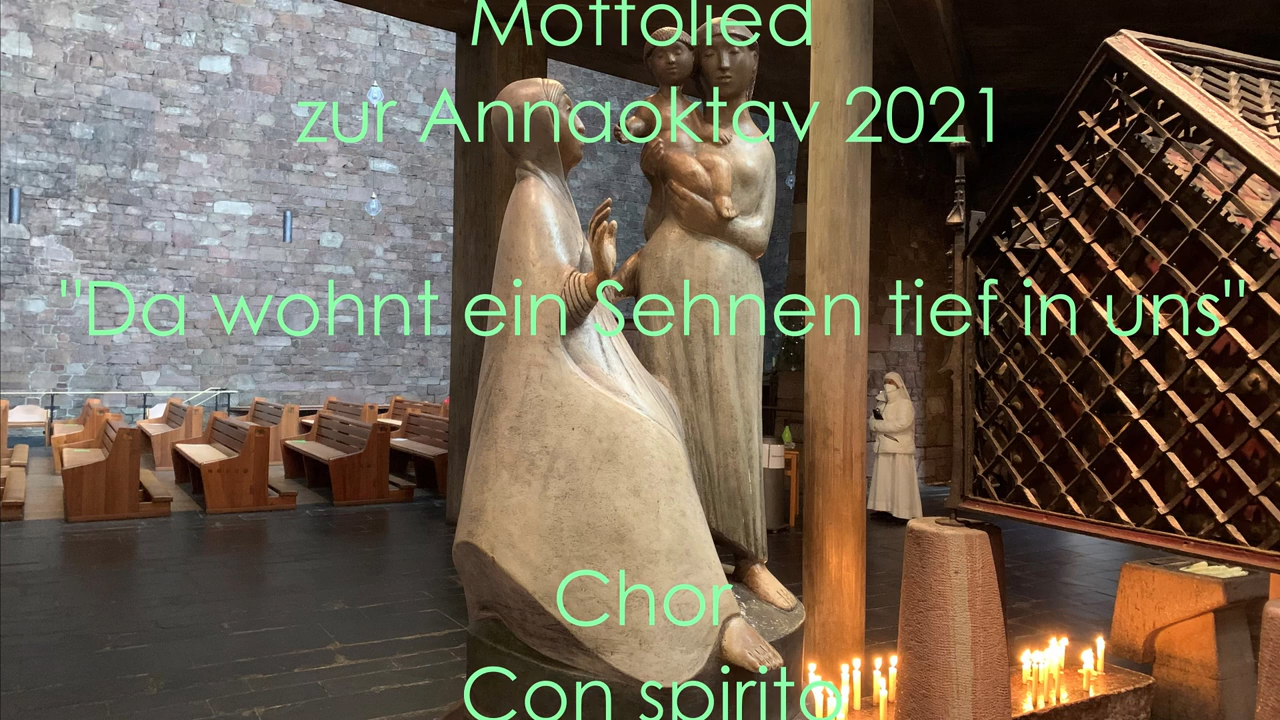 Mottolied
zur Annaoktav 2021
"Da wohnt ein Sehnen tief in uns"
Chor
Con spirito